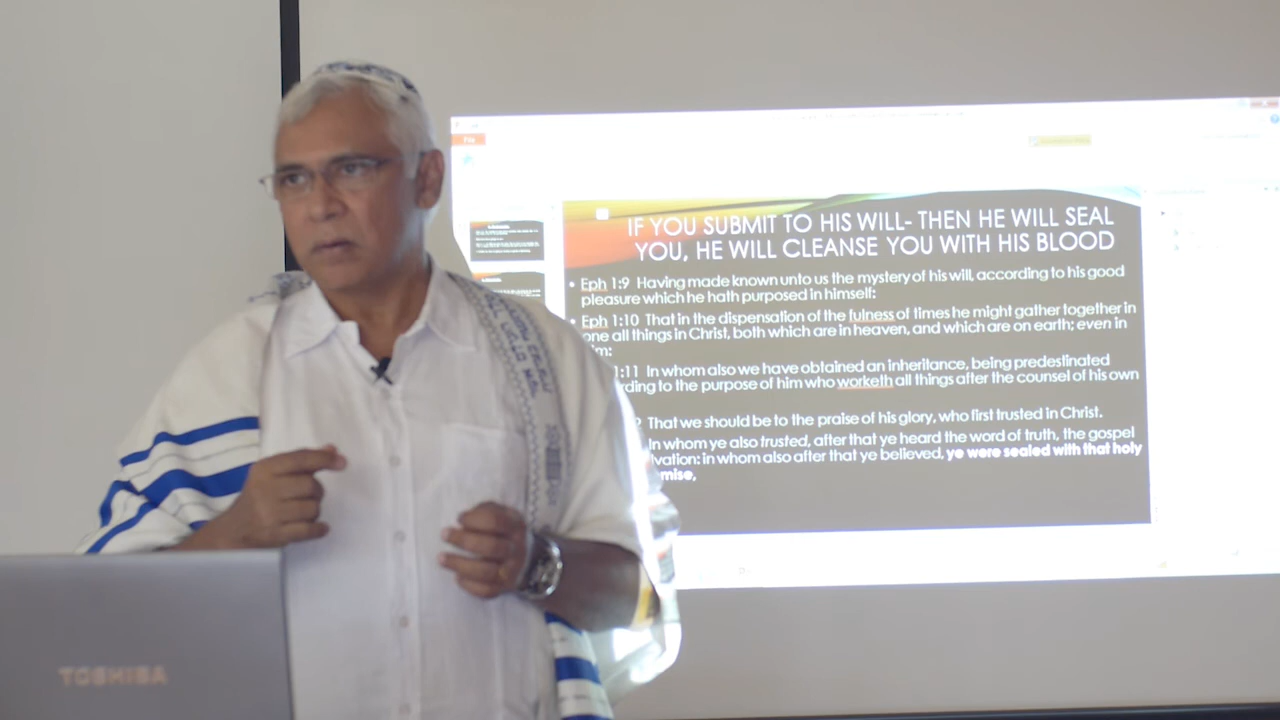 IF YOU SUBMIT TO HIS WILL- THEN HE WILL SEAL
YOU, HE WILL CLEANSE YOU WITH HIS BLOOD
• Eph 1:9 Having made known unto us the mystery of his will, according to his good
pleasure which he hath purposed in himself:
• Eph 1:10 That in the dispensation of the fulness of times he might gather together in
one all things in Christ, both which are in heaven, and which are on earth; even in
im:
1:11 In whom also we have obtained an inheritance, being predestinated
rding to the purpose of him who worketh all things after the counsel of his own
That we should be to the praise of his glory, who first trusted in Christ.
In whom ye also trusted, after that ye heard the word of truth, the gospel
lvation: in whom also after that ye believed, ye were sealed with that holy
mise,
TOSHIBA